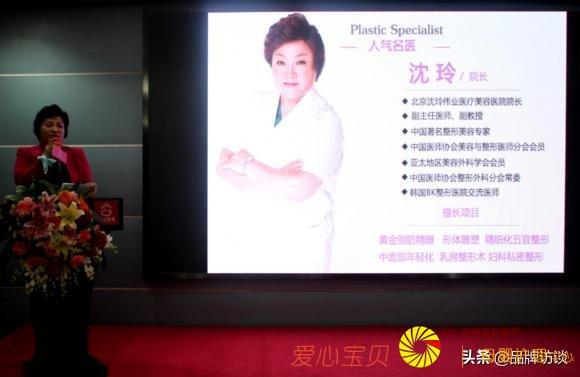 Plastic Specialist
人气名医
沈玲/院长
◆北京沈玲伟业医疗美容医院院长
◆副主任医师、副教授
◆中国著名整形美容专家
◆中国医师协会美容与整形医师分会会员
◆亚太地区美容外科学会会员
◆中国医师协会整形外科分会常委
◆韩国BK整形医院交流医师
擅长项目
黄金脂肪精雕 形体雕塑 精细化五官整形
中面部年轻化 乳房整形术 妇科私密整形
爱心宝贝
头条@品牌访谈